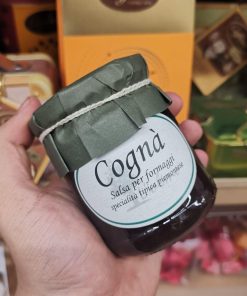 Cognà
Salsa per formaggi
specialità tipica piemontese